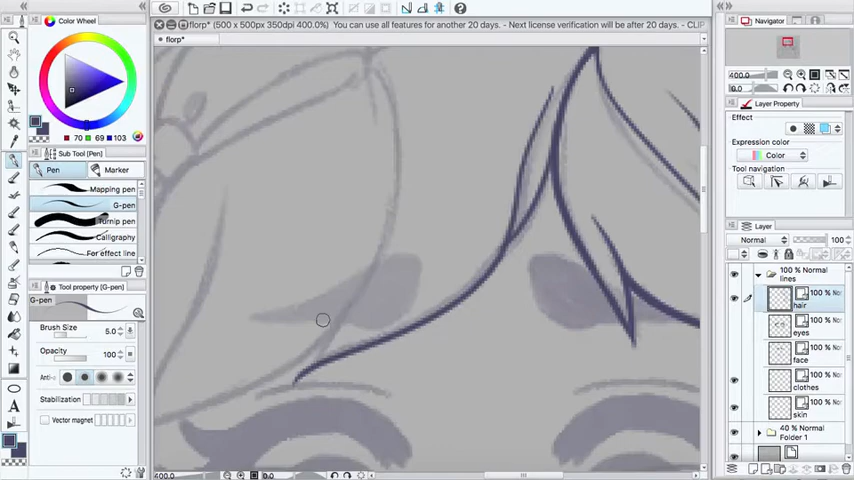 Color Wheel
florp* (500 x 500px 350dpi 400.0%) You can use all features for another 20 days. - Next license verification will be after 20 days. - CLIP
florp*
70 69 103
Sub Tool [Pen]
Pen Marker
Mapping pen
G-pen
Turnip pen
Calligraphy
For effect line
Tool property [G-pen]
G-pen
Brush Size 5.0
Opacity 100
Anti-
Stabilization
Vector magnet
400.0 0.0
Navigator
400.0
0.0
Layer Property
Effect
Expression color
Color
Tool navigation
Layer
Normal 100
100 % Normal
lines
100 % Nor
hair
100 % Nor
eyes
100 % Nor
face
100 % Nor
clothes
100 % Nor
skin
40 % Normal
Folder 1